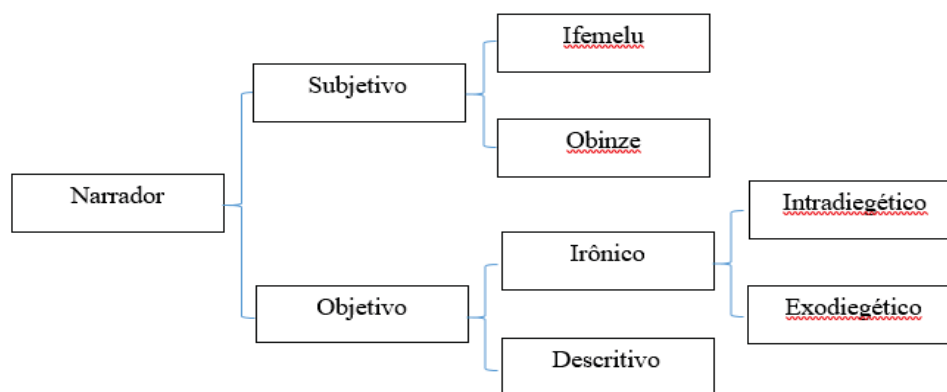 Narrador
Subjetivo
Ifemelu
Obinze
Objetivo
Irônico
Intradiegético
Exodiegético
Descritivo